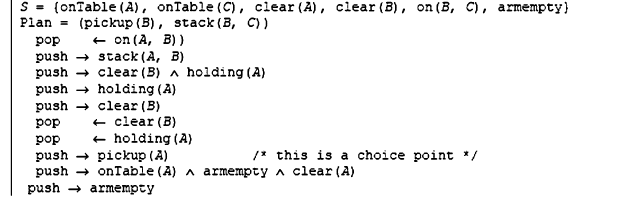 S = {onTable(A), onTable(C), clear(A), clear(B), on(B, C), armempty}
Plan = (pickup(B), stack(B, C))
pop ← on(A, B))
push → stack(A, B)
push → clear(B) ∧ holding(A)
push → holding(A)
push → clear(B)
pop ← clear(B)
pop ← holding(A)
push → pickup(A) /* this is a choice point */
push → onTable(A) ∧ armempty ∧ clear(A)
push → armempty